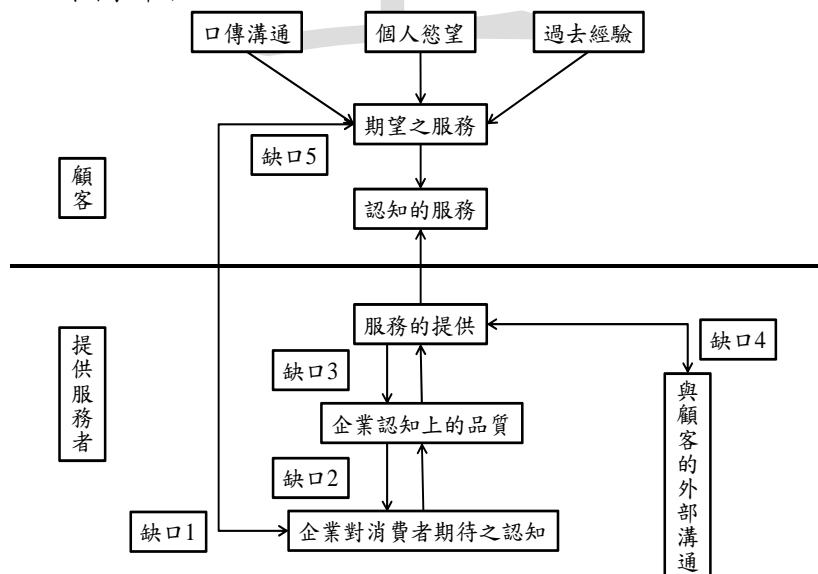 口傳溝通
個人慾望
過去經驗
期望之服務
缺口5
顧客
認知的服務
服務的提供
缺口4
提供服務者
缺口3
企業認知上的品質
與顧客的外部溝通
缺口2
缺口1
企業對消費者期待之認知